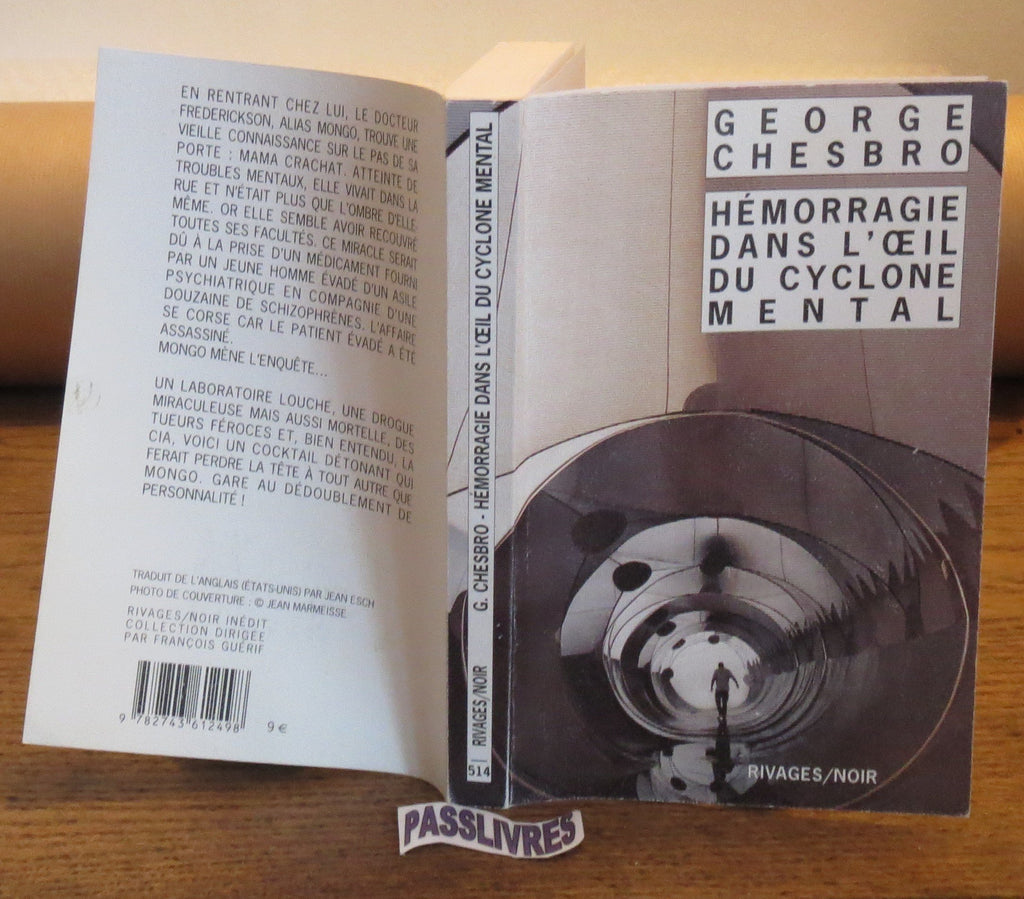 EN RENTRANT CHEZ LUI, LE DOCTEUR
FREDERICKSON, ALIAS MONGO, TROUVE UNE
VIEILLE CONNAISSANCE SUR LE PAS DE SA
PORTE : MAMA CRACHAT. ATTEINTE DE
TROUBLES MENTAUX, ELLE VIVAIT DANS LA
RUE ET N'ÉTAIT PLUS QUE L'OMBRE D'ELLE-
MÊME. OR ELLE SEMBLE AVOIR RECOUVRÉ
TOUTES SES FACULTÉS. CE MIRACLE SERAIT
DÛ À LA PRISE D'UN MÉDICAMENT FOURNI
PAR UN JEUNE HOMME ÉVADÉ D'UN ASILE
PSYCHIATRIQUE EN COMPAGNIE D'UNE
DOUZAINE DE SCHIZOPHRÈNES. L'AFFAIRE
SE CORSE CAR LE PATIENT ÉVADÉ A ÉTÉ
ASSASSINÉ.
MONGO MÈNE L'ENQUÊTE...
UN LABORATOIRE LOUCHE, UNE DROGUE
MIRACULEUSE MAIS AUSSI MORTELLE, DES
TUEURS FÉROCES ET, BIEN ENTENDU, LA
CIA, VOICI UN COCKTAIL DÉTONANT QUI
FERAIT PERDRE LA TÊTE À TOUT AUTRE QUE
MONGO. GARE AU DÉDOUBLEMENT DE
PERSONNALITÉ !
TRADUIT DE L'ANGLAIS (ÉTATS-UNIS) PAR JEAN ESCH
PHOTO DE COUVERTURE : © JEAN MARMEISSE
RIVAGES/NOIR INÉDIT
COLLECTION DIRIGÉE
PAR FRANÇOIS GUÉRIF
9 782743 612498
9 €
514 RIVAGES/NOIR G. CHESBRO - HÉMORRAGIE DANS L'ŒIL DU CYCLONE MENTAL
GEORGE
CHESBRO
HÉMORRAGIE
DANS L'ŒIL
DU CYCLONE
MENTAL
RIVAGES/NOIR
PASSLIVRES